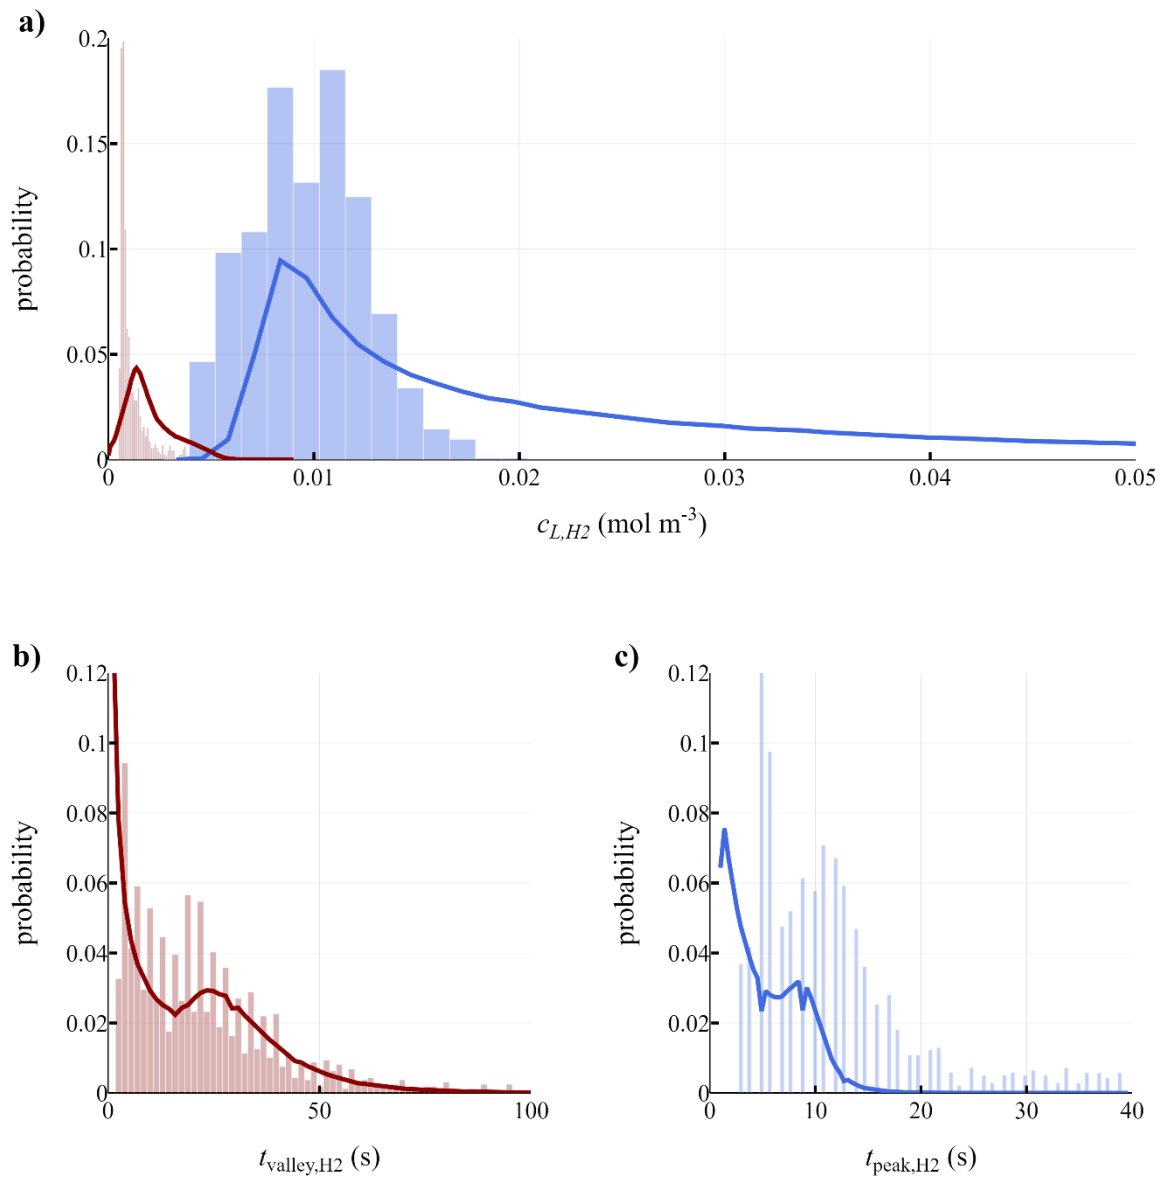 a)
0.2
0.15
0.1
0.05
0
probability
0 0.01 0.02 0.03 0.04 0.05
c_{L,H2} (mol m^{-3})
b)
0.12
0.1
0.08
0.06
0.04
0.02
0
probability
0 50 100
t_{valley,H2} (s)
c)
0.12
0.1
0.08
0.06
0.04
0.02
0
probability
0 10 20 30 40
t_{peak,H2} (s)